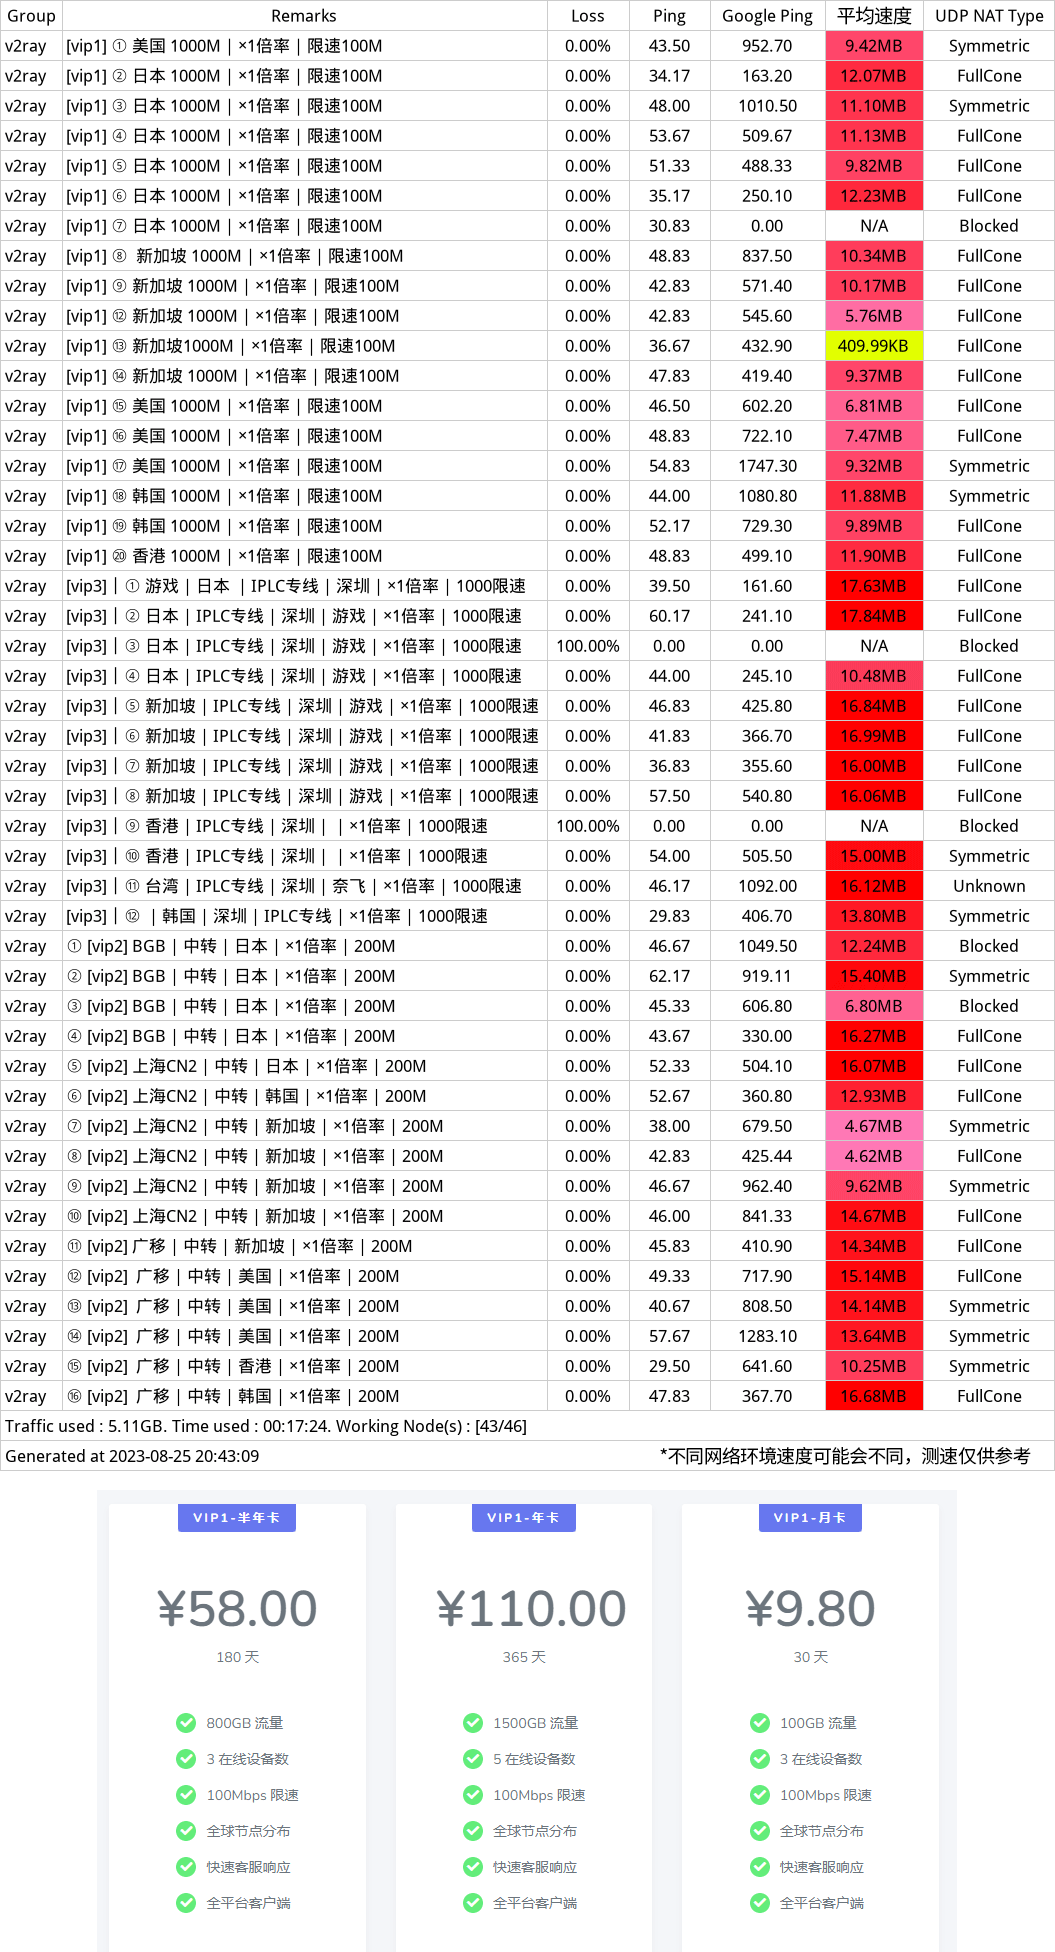 Group Remarks Loss Ping Google Ping 平均速度 UDP NAT Type
v2ray [vip1] ① 美国 1000M | ×1倍率 | 限速100M 0.00% 43.50 952.70 9.42MB Symmetric
v2ray [vip1] ② 日本 1000M | ×1倍率 | 限速100M 0.00% 34.17 163.20 12.07MB FullCone
v2ray [vip1] ③ 日本 1000M | ×1倍率 | 限速100M 0.00% 48.00 1010.50 11.10MB Symmetric
v2ray [vip1] ④ 日本 1000M | ×1倍率 | 限速100M 0.00% 53.67 509.67 11.13MB FullCone
v2ray [vip1] ⑤ 日本 1000M | ×1倍率 | 限速100M 0.00% 51.33 488.33 9.82MB FullCone
v2ray [vip1] ⑥ 日本 1000M | ×1倍率 | 限速100M 0.00% 35.17 250.10 12.23MB FullCone
v2ray [vip1] ⑦ 日本 1000M | ×1倍率 | 限速100M 0.00% 30.83 0.00 N/A Blocked
v2ray [vip1] ⑧ 新加坡 1000M | ×1倍率 | 限速100M 0.00% 48.83 837.50 10.34MB FullCone
v2ray [vip1] ⑨ 新加坡 1000M | ×1倍率 | 限速100M 0.00% 42.83 571.40 10.17MB FullCone
v2ray [vip1] ⑫ 新加坡 1000M | ×1倍率 | 限速100M 0.00% 42.83 545.60 5.76MB FullCone
v2ray [vip1] ⑬ 新加坡1000M | ×1倍率 | 限速100M 0.00% 36.67 432.90 409.99KB FullCone
v2ray [vip1] ⑭ 新加坡 1000M | ×1倍率 | 限速100M 0.00% 47.83 419.40 9.37MB FullCone
v2ray [vip1] ⑮ 美国 1000M | ×1倍率 | 限速100M 0.00% 46.50 602.20 6.81MB FullCone
v2ray [vip1] ⑯ 美国 1000M | ×1倍率 | 限速100M 0.00% 48.83 722.10 7.47MB FullCone
v2ray [vip1] ⑰ 美国 1000M | ×1倍率 | 限速100M 0.00% 54.83 1747.30 9.32MB Symmetric
v2ray [vip1] ⑱ 韩国 1000M | ×1倍率 | 限速100M 0.00% 44.00 1080.80 11.88MB Symmetric
v2ray [vip1] ⑲ 韩国 1000M | ×1倍率 | 限速100M 0.00% 52.17 729.30 9.89MB FullCone
v2ray [vip1] ⑳ 香港 1000M | ×1倍率 | 限速100M 0.00% 48.83 499.10 11.90MB FullCone
v2ray [vip3] | ① 游戏 | 日本 | IPLC专线 | 深圳 | ×1倍率 | 1000限速 0.00% 39.50 161.60 17.63MB FullCone
v2ray [vip3] | ② 日本 | IPLC专线 | 深圳 | 游戏 | ×1倍率 | 1000限速 0.00% 60.17 241.10 17.84MB FullCone
v2ray [vip3] | ③ 日本 | IPLC专线 | 深圳 | 游戏 | ×1倍率 | 1000限速 100.00% 0.00 0.00 N/A Blocked
v2ray [vip3] | ④ 日本 | IPLC专线 | 深圳 | 游戏 | ×1倍率 | 1000限速 0.00% 44.00 245.10 10.48MB FullCone
v2ray [vip3] | ⑤ 新加坡 | IPLC专线 | 深圳 | 游戏 | ×1倍率 | 1000限速 0.00% 46.83 425.80 16.84MB FullCone
v2ray [vip3] | ⑥ 新加坡 | IPLC专线 | 深圳 | 游戏 | ×1倍率 | 1000限速 0.00% 41.83 366.70 16.99MB FullCone
v2ray [vip3] | ⑦ 新加坡 | IPLC专线 | 深圳 | 游戏 | ×1倍率 | 1000限速 0.00% 36.83 355.60 16.00MB FullCone
v2ray [vip3] | ⑧ 新加坡 | IPLC专线 | 深圳 | 游戏 | ×1倍率 | 1000限速 0.00% 57.50 540.80 16.06MB FullCone
v2ray [vip3] | ⑨ 香港 | IPLC专线 | 深圳 | | ×1倍率 | 1000限速 100.00% 0.00 0.00 N/A Blocked
v2ray [vip3] | ⑩ 香港 | IPLC专线 | 深圳 | | ×1倍率 | 1000限速 0.00% 54.00 505.50 15.00MB Symmetric
v2ray [vip3] | ⑪ 台湾 | IPLC专线 | 深圳 | 奈飞 | ×1倍率 | 1000限速 0.00% 46.17 1092.00 16.12MB Unknown
v2ray [vip3] | ⑫ | 韩国 | 深圳 | IPLC专线 | ×1倍率 | 1000限速 0.00% 29.83 406.70 13.80MB Symmetric
v2ray ① [vip2] BGB | 中转 | 日本 | ×1倍率 | 200M 0.00% 46.67 1049.50 12.24MB Blocked
v2ray ② [vip2] BGB | 中转 | 日本 | ×1倍率 | 200M 0.00% 62.17 919.11 15.40MB Symmetric
v2ray ③ [vip2] BGB | 中转 | 日本 | ×1倍率 | 200M 0.00% 45.33 606.80 6.80MB Blocked
v2ray ④ [vip2] BGB | 中转 | 日本 | ×1倍率 | 200M 0.00% 43.67 330.00 16.27MB FullCone
v2ray ⑤ [vip2] 上海CN2 | 中转 | 日本 | ×1倍率 | 200M 0.00% 52.33 504.10 16.07MB FullCone
v2ray ⑥ [vip2] 上海CN2 | 中转 | 韩国 | ×1倍率 | 200M 0.00% 52.67 360.80 12.93MB FullCone
v2ray ⑦ [vip2] 上海CN2 | 中转 | 新加坡 | ×1倍率 | 200M 0.00% 38.00 679.50 4.67MB Symmetric
v2ray ⑧ [vip2] 上海CN2 | 中转 | 新加坡 | ×1倍率 | 200M 0.00% 42.83 425.44 4.62MB FullCone
v2ray ⑨ [vip2] 上海CN2 | 中转 | 新加坡 | ×1倍率 | 200M 0.00% 46.67 962.40 9.62MB Symmetric
v2ray ⑩ [vip2] 上海CN2 | 中转 | 新加坡 | ×1倍率 | 200M 0.00% 46.00 841.33 14.67MB FullCone
v2ray ⑪ [vip2] 广移 | 中转 | 新加坡 | ×1倍率 | 200M 0.00% 45.83 410.90 14.34MB FullCone
v2ray ⑫ [vip2] 广移 | 中转 | 美国 | ×1倍率 | 200M 0.00% 49.33 717.90 15.14MB FullCone
v2ray ⑬ [vip2] 广移 | 中转 | 美国 | ×1倍率 | 200M 0.00% 40.67 808.50 14.14MB Symmetric
v2ray ⑭ [vip2] 广移 | 中转 | 美国 | ×1倍率 | 200M 0.00% 57.67 1283.10 13.64MB Symmetric
v2ray ⑮ [vip2] 广移 | 中转 | 香港 | ×1倍率 | 200M 0.00% 29.50 641.60 10.25MB Symmetric
v2ray ⑯ [vip2] 广移 | 中转 | 韩国 | ×1倍率 | 200M 0.00% 47.83 367.70 16.68MB FullCone
Traffic used : 5.11GB. Time used : 00:17:24. Working Node(s) : [43/46]
Generated at 2023-08-25 20:43:09 *不同网络环境速度可能会不同，测速仅供参考
VIP1-半年卡
¥58.00
180 天
800GB 流量
3 在线设备数
100Mbps 限速
全球节点分布
快速客服响应
全平台客户端
VIP1-年卡
¥110.00
365 天
1500GB 流量
5 在线设备数
100Mbps 限速
全球节点分布
快速客服响应
全平台客户端
VIP1-月卡
¥9.80
30 天
100GB 流量
3 在线设备数
100Mbps 限速
全球节点分布
快速客服响应
全平台客户端